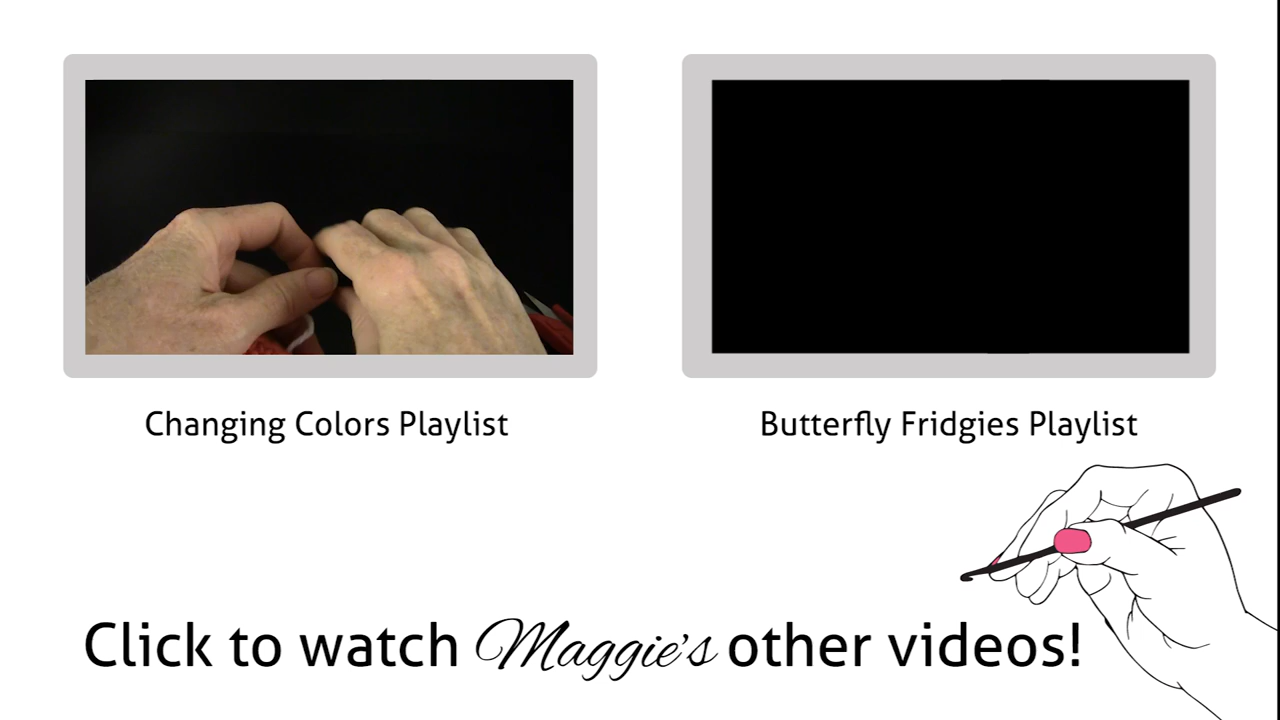 Changing Colors Playlist
Butterfly Fridgies Playlist
Click to watch Maggie's other videos!